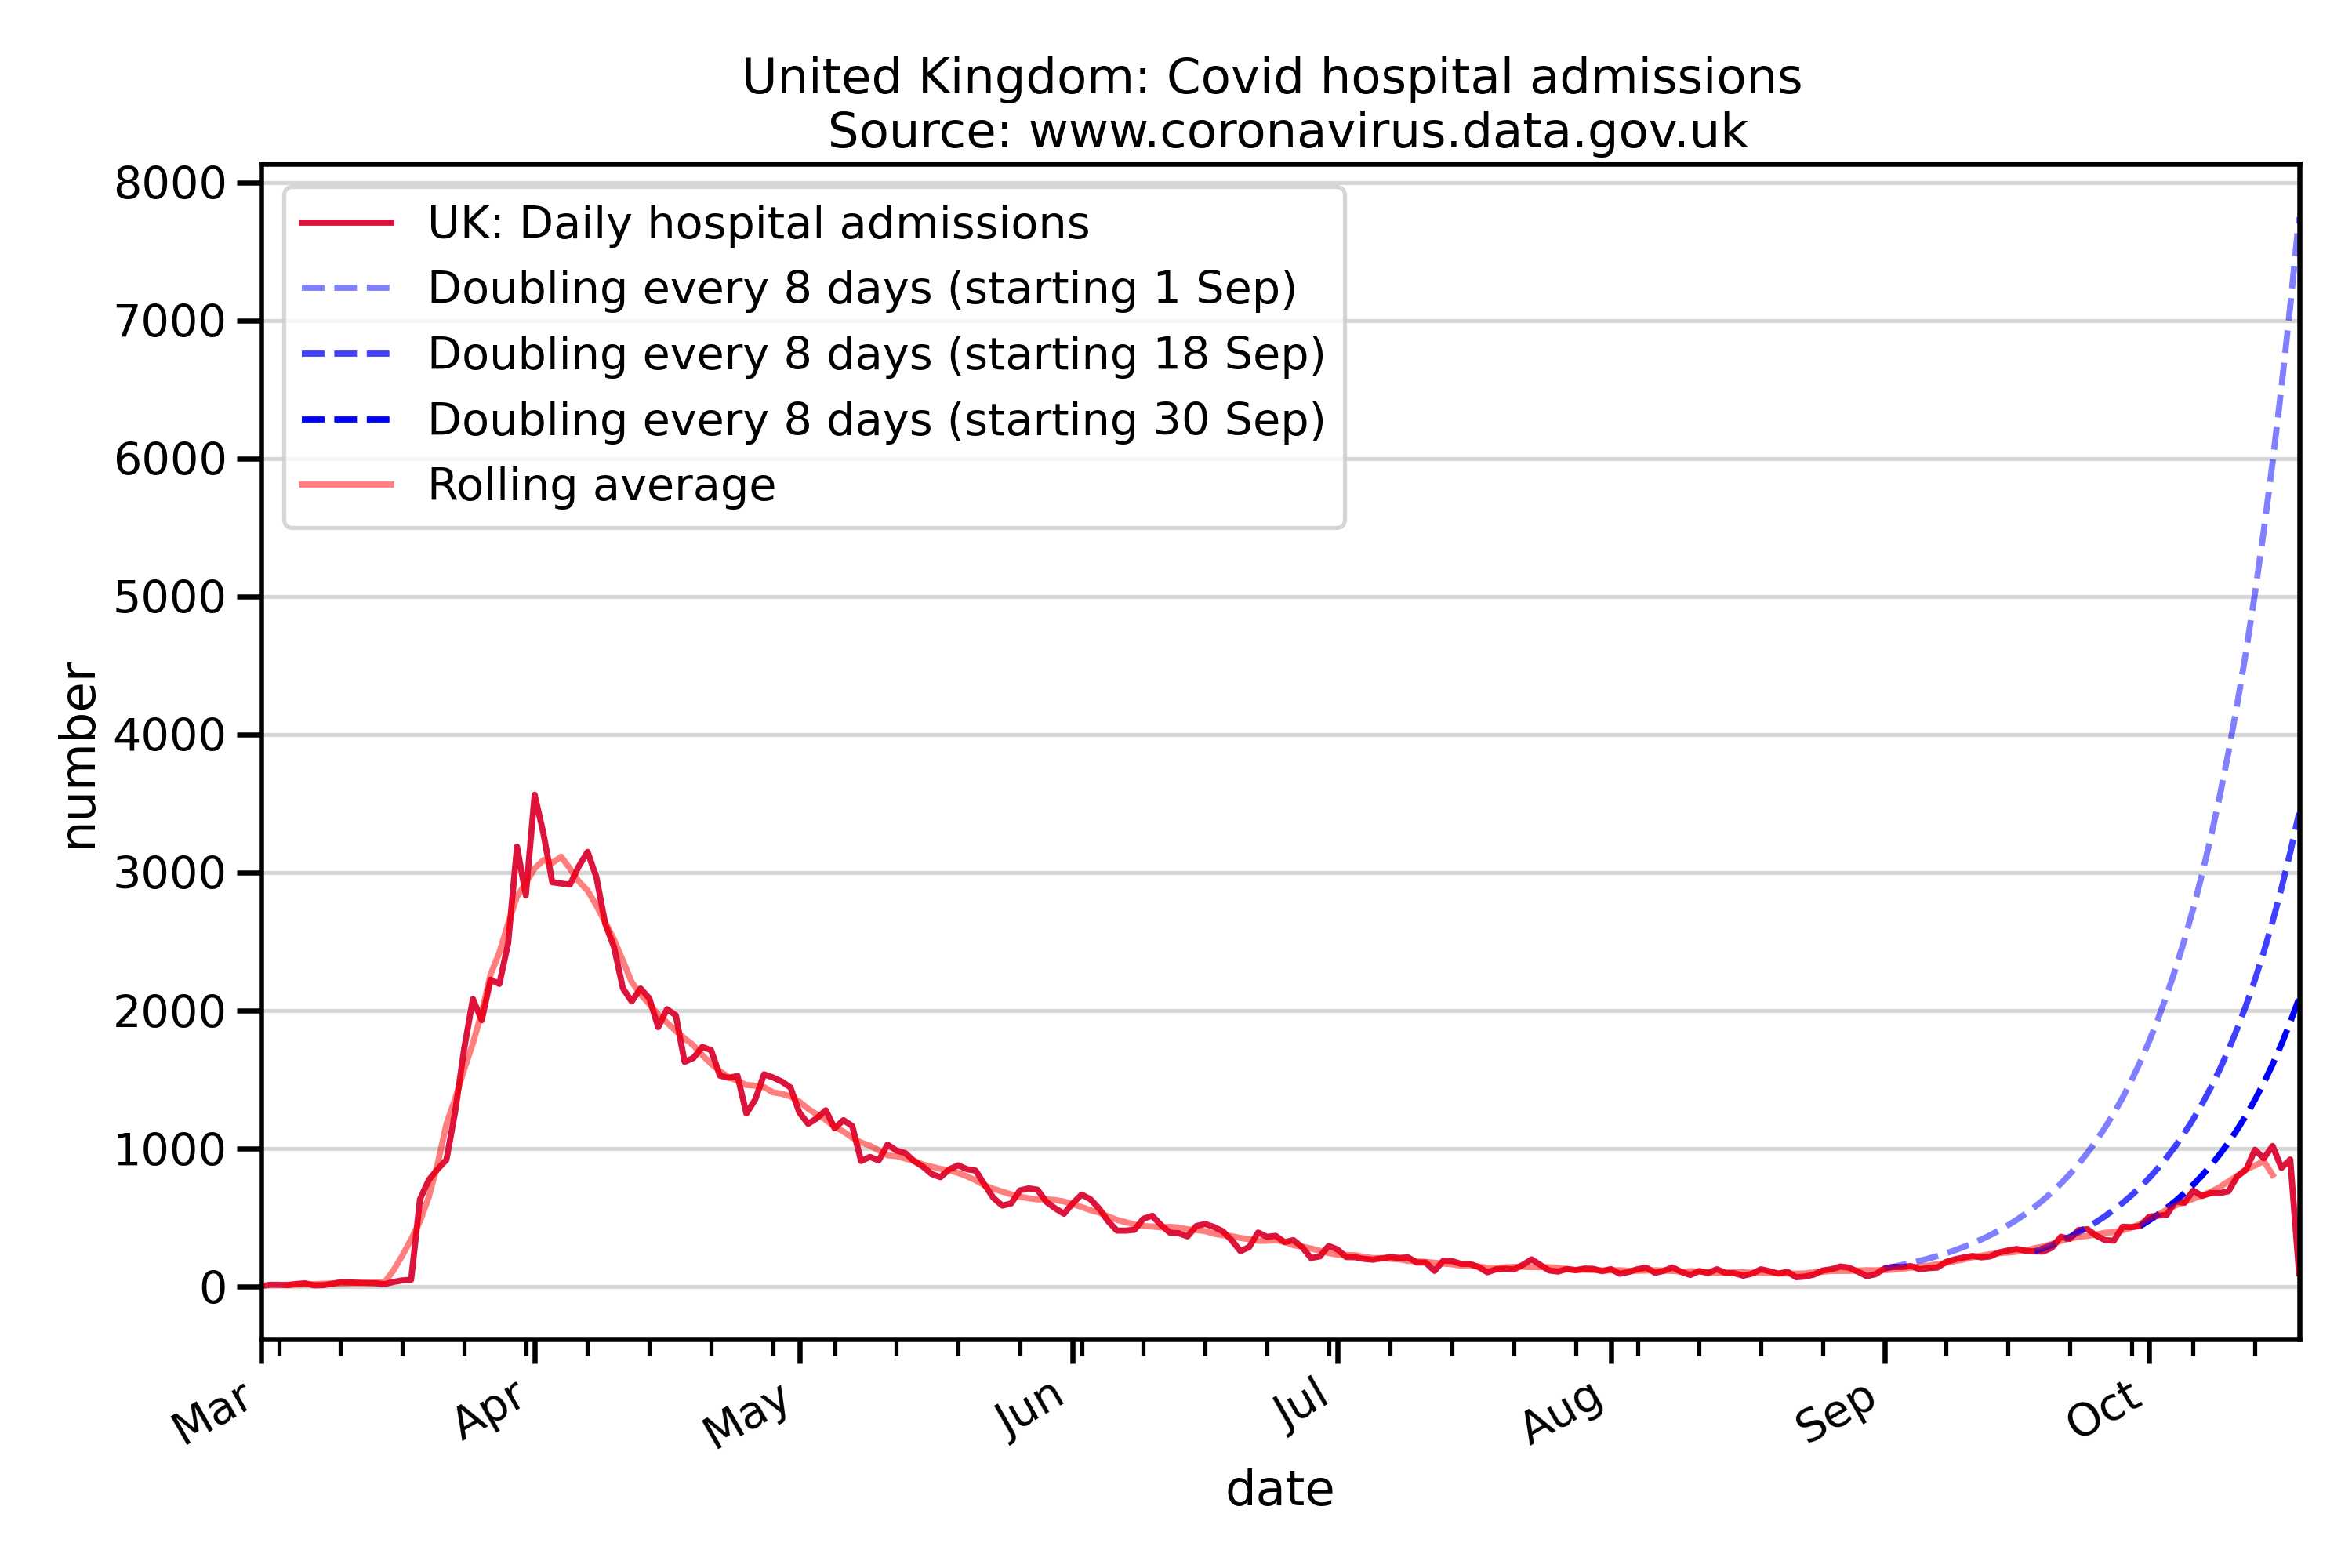 United Kingdom: Covid hospital admissions
Source: www.coronavirus.data.gov.uk
8000
7000
6000
5000
4000
3000
2000
1000
0
number
UK: Daily hospital admissions
Doubling every 8 days (starting 1 Sep)
Doubling every 8 days (starting 18 Sep)
Doubling every 8 days (starting 30 Sep)
Rolling average
Mar Apr May Jun Jul Aug Sep Oct
date